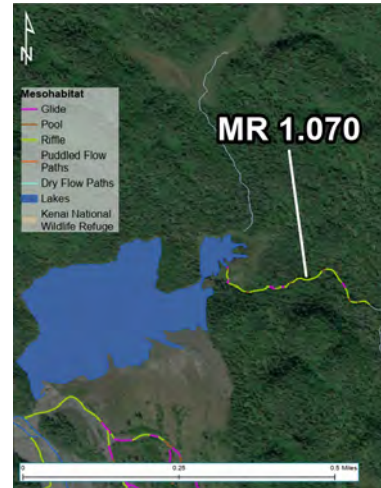 N
Mesohabitat
Glide
Pool
Riffle
Puddled Flow
Paths
Dry Flow Paths
Lakes
Kenai National
Wildlife Refuge
MR 1.070
0 0.25 0.5 Miles